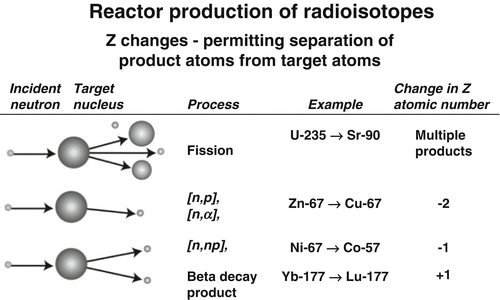 Reactor production of radioisotopes
Z changes - permitting separation of
product atoms from target atoms
Incident neutron Target nucleus Process Example Change in Z atomic number
Fission U-235 → Sr-90 Multiple products
[n,p], [n,α], Zn-67 → Cu-67 -2
[n,np], Ni-67 → Co-57 -1
Beta decay product Yb-177 → Lu-177 +1